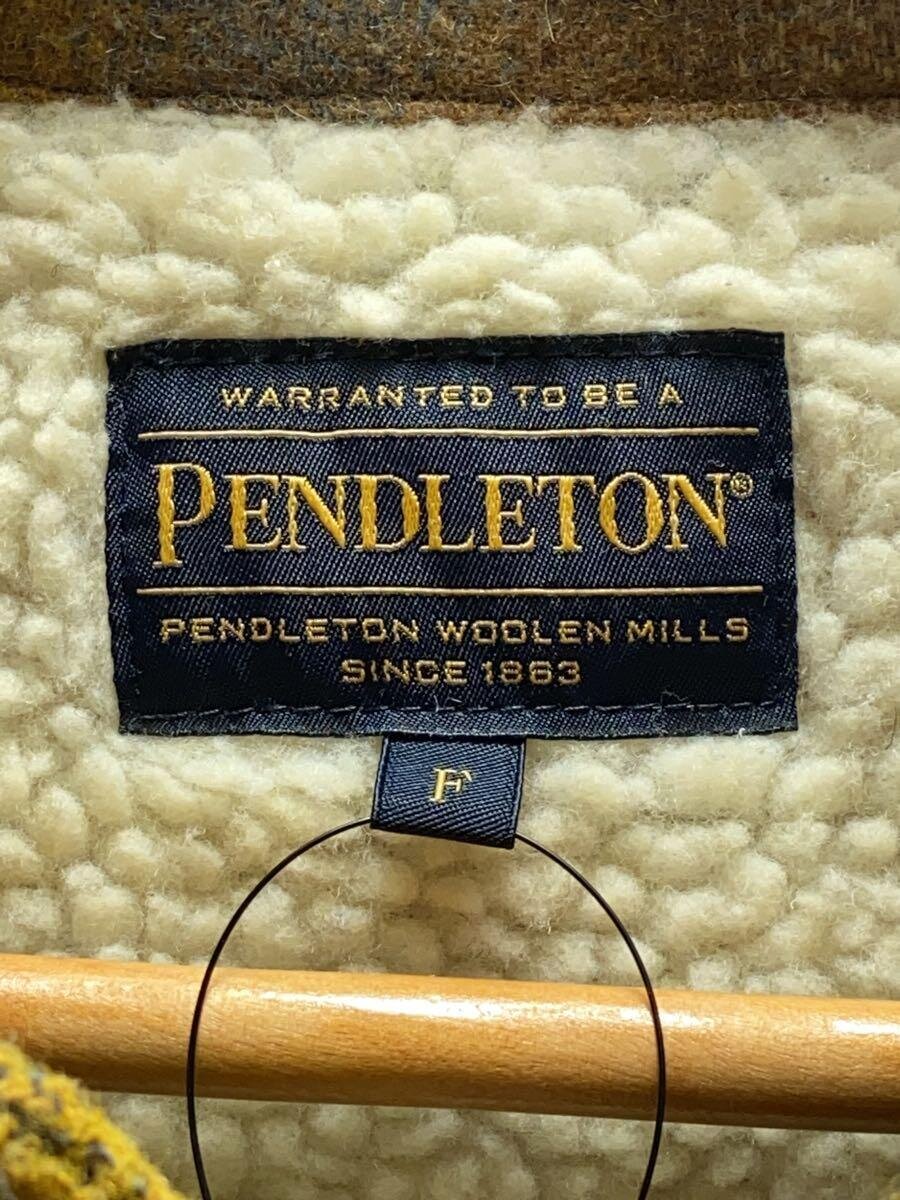 WARRANTED TO BE A
PENDLETON®
PENDLETON WOOLEN MILLS
SINCE 1863
F